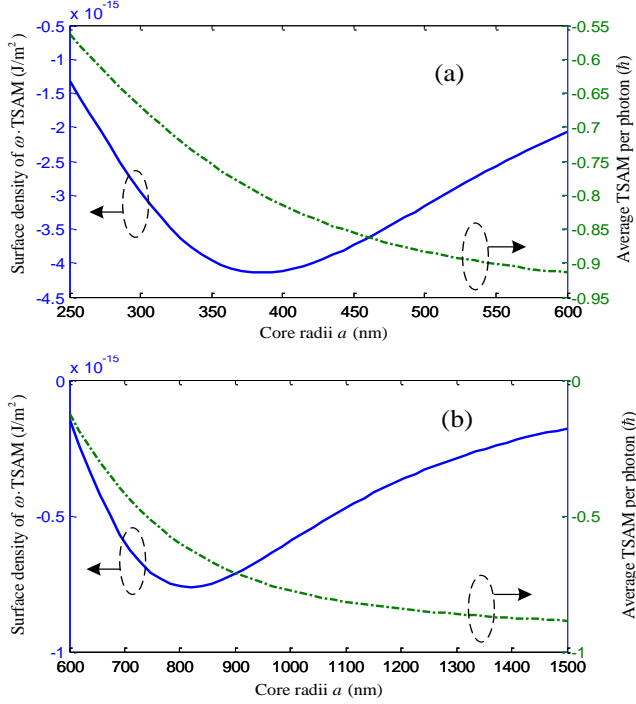 x 10^-15
-0.5
-1
-1.5
-2
-2.5
-3
-3.5
-4
-4.5
Surface density of ω·TSAM (J/m²)
(a)
-0.55
-0.6
-0.65
-0.7
-0.75
-0.8
-0.85
-0.9
-0.95
Average TSAM per photon (ħ)
250 300 350 400 450 500 550 600
Core radii a (nm)
x 10^-15
0
-0.5
-1
Surface density of ω·TSAM (J/m²)
(b)
0
-0.5
-1
Average TSAM per photon (ħ)
600 700 800 900 1000 1100 1200 1300 1400 1500
Core radii a (nm)